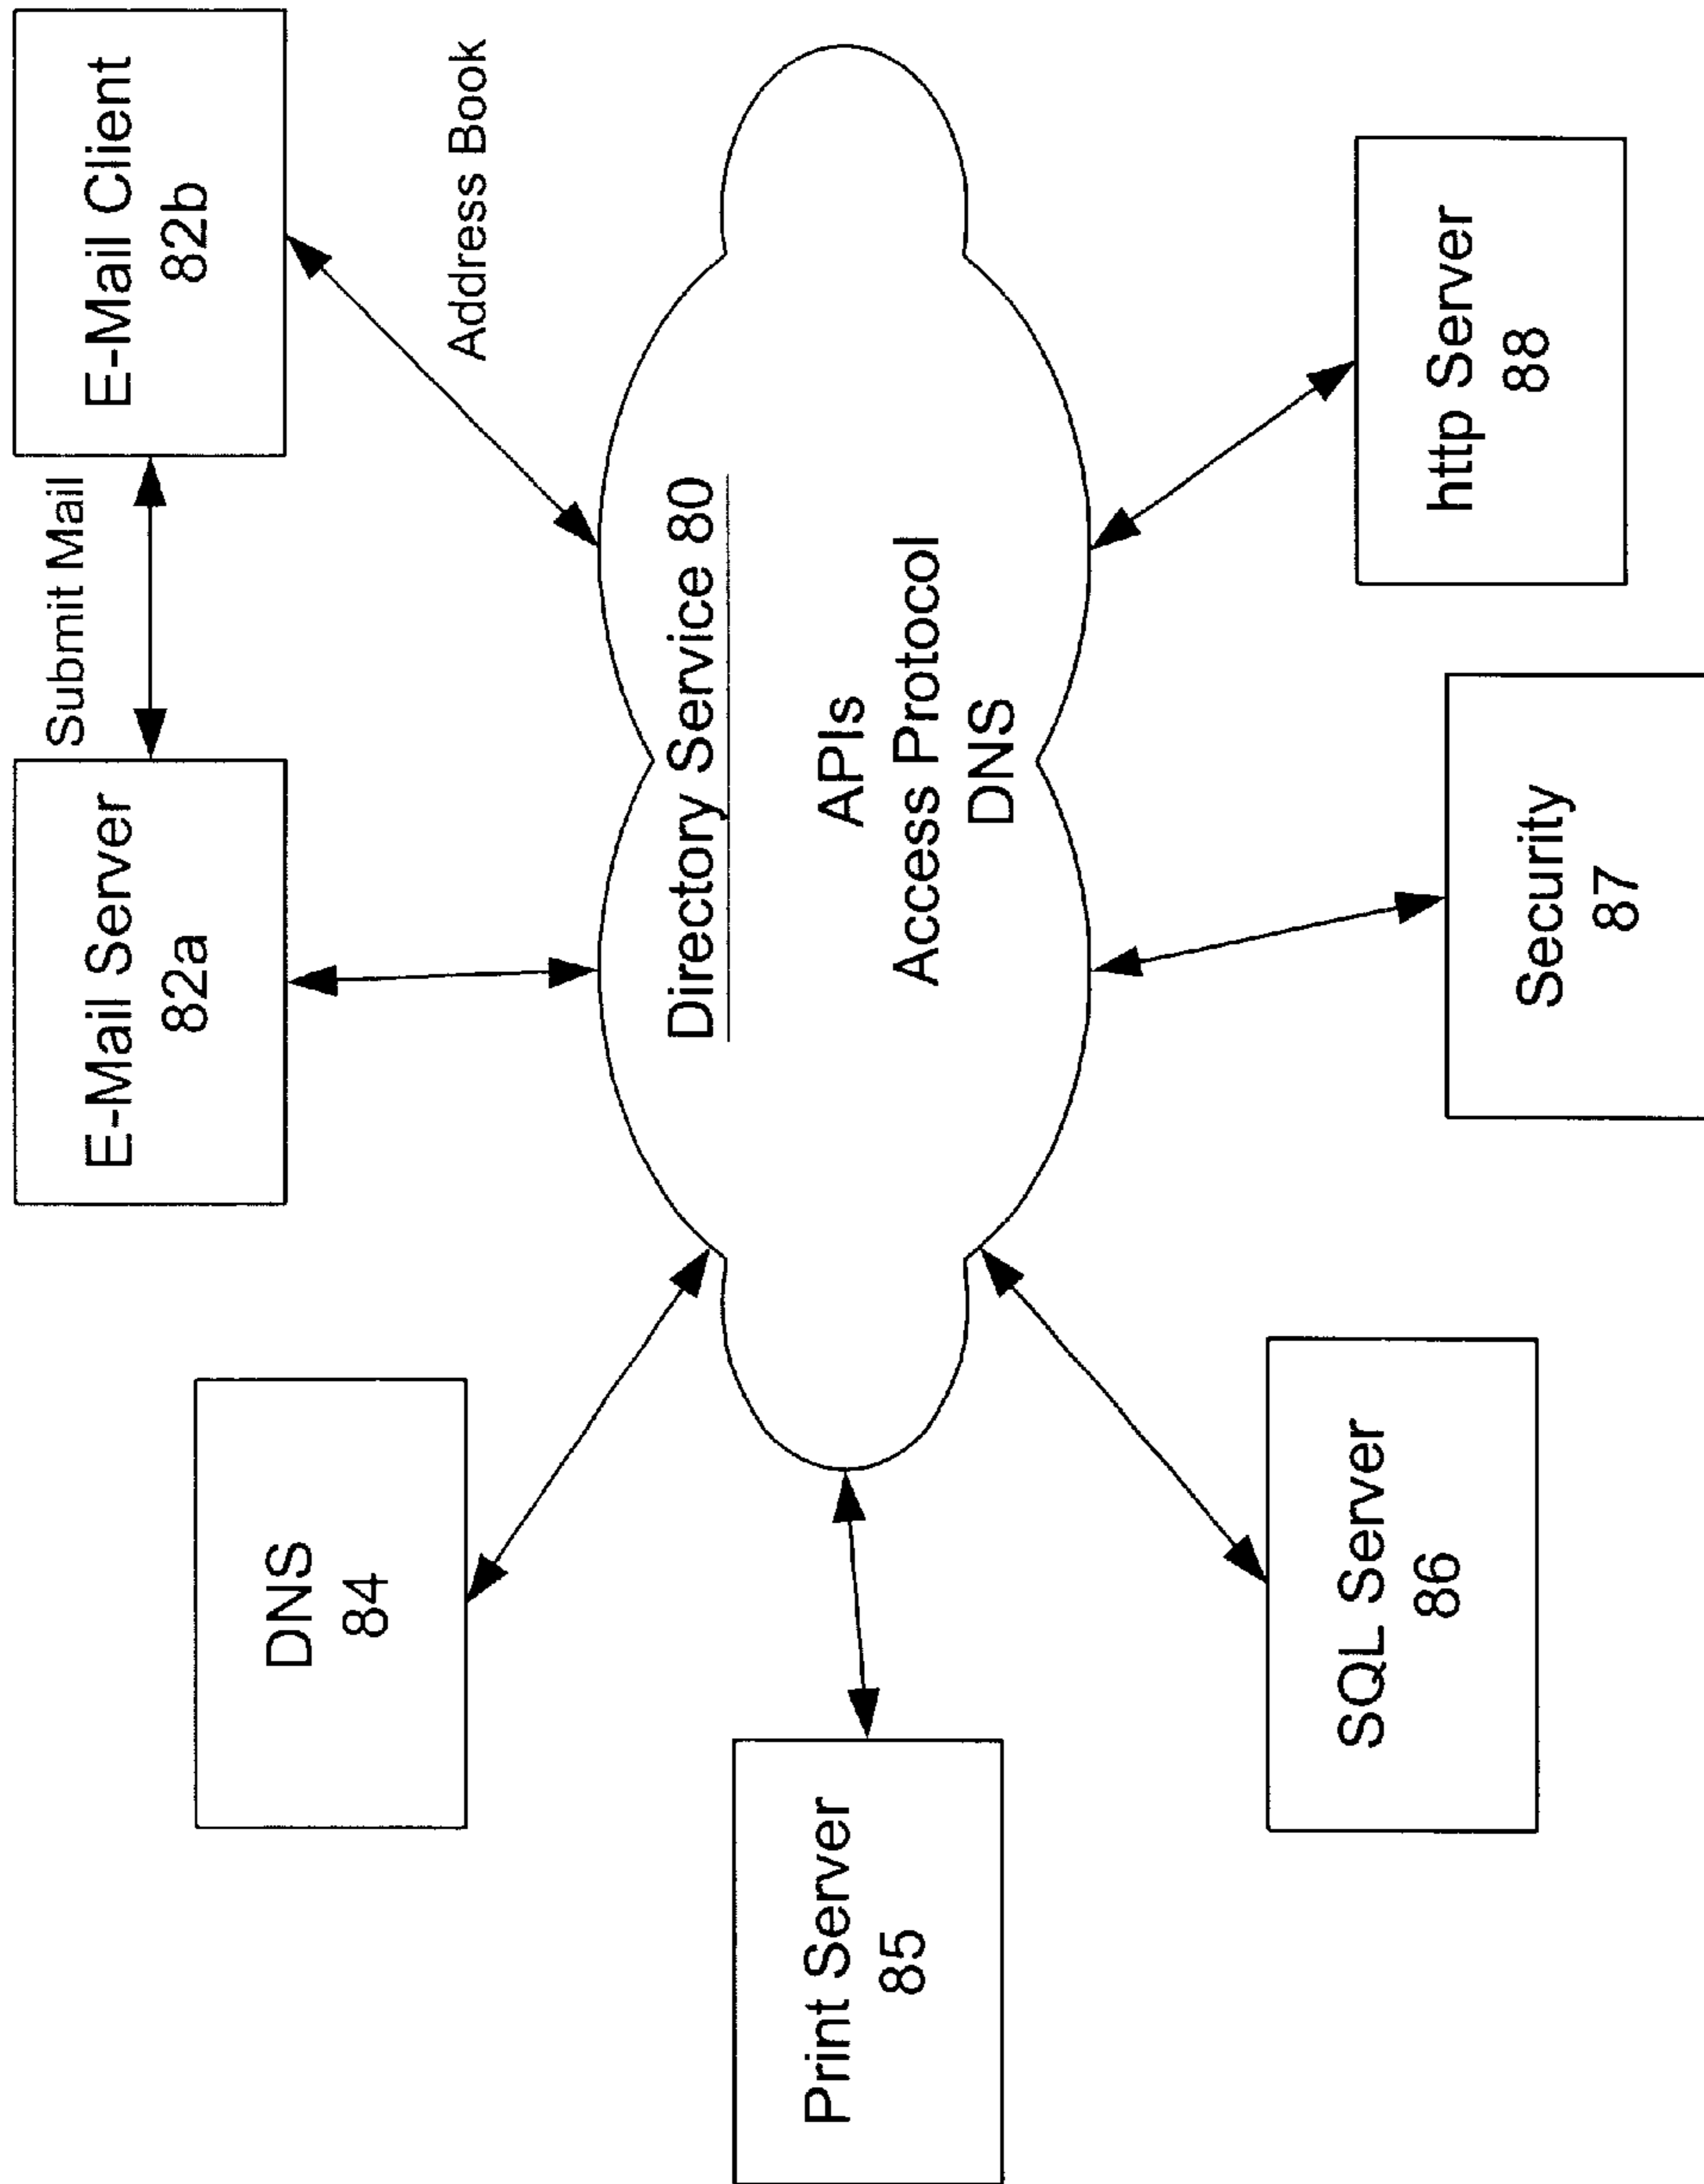 E-Mail Server
82a
Submit Mail
E-Mail Client
82b
Address Book
DNS
84
Directory Service 80
APIs
Access Protocol
DNS
Print Server
85
SQL Server
86
Security
87
http Server
88